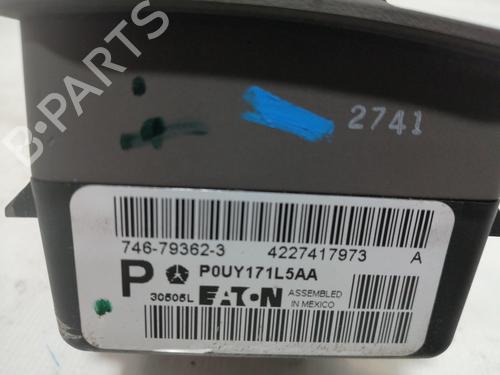 B-PARTS
2741
746-79362-3 4227417973 A
P P0UY171L5AA
30505L EATON ASSEMBLED IN MEXICO